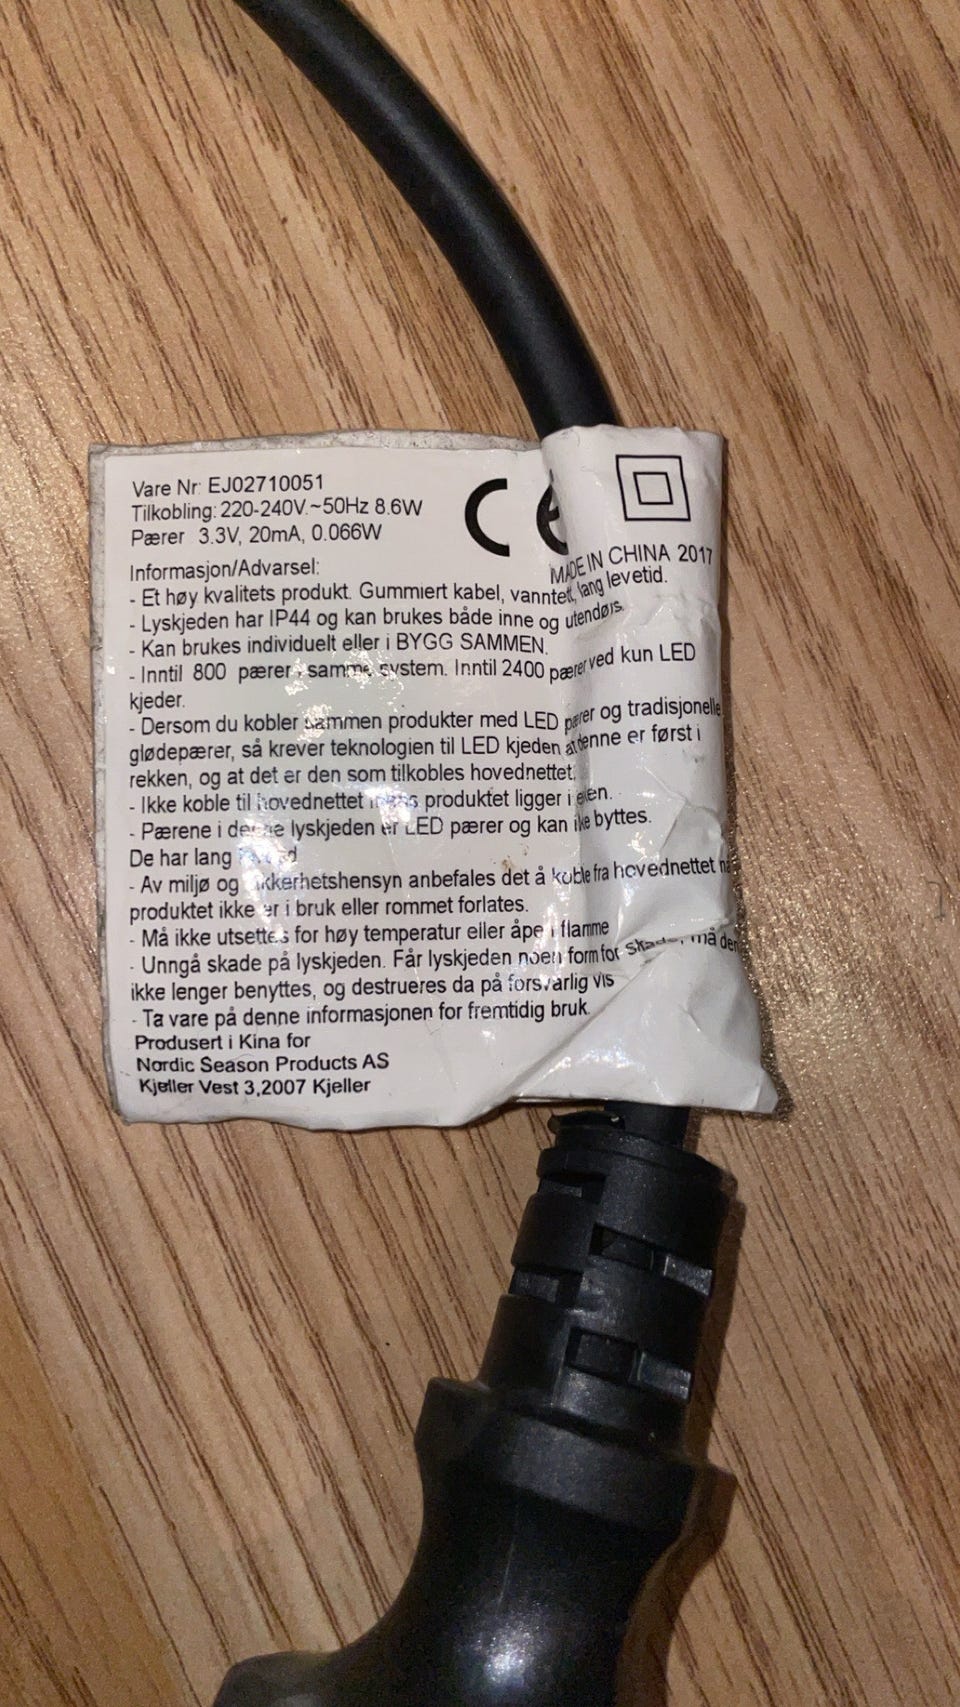 Vare Nr: EJ02710051
Tilkobling: 220-240V.~50Hz 8.6W
Pærer 3.3V, 20mA, 0.066W
CE
MADE IN CHINA 2017
Informasjon/Advarsel:
- Et høy kvalitets produkt. Gummiert kabel, vanntett, lang levetid.
- Lyskjeden har IP44 og kan brukes både inne og utendørs.
- Kan brukes individuelt eller i BYGG SAMMEN.
- Inntil 800 pærer i samme system. Inntil 2400 pærer ved kun LED
kjeder.
- Dersom du kobler sammen produkter med LED pærer og tradisjonelle
glødepærer, så krever teknologien til LED kjeden at denne er først i
rekken, og at det er den som tilkobles hovednettet.
- Ikke koble til hovednettet mens produktet ligger i esken.
- Pærene i denne lyskjeden er LED pærer og kan ikke byttes.
De har lang
- Av miljø og sikkerhetshensyn anbefales det å koble fra hovednettet
produktet ikke er i bruk eller rommet forlates.
- Må ikke utsettes for høy temperatur eller åpen flamme
- Unngå skade på lyskjeden. Får lyskjeden noen form for skade, må den
ikke lenger benyttes, og destrueres da på forsvarlig vis
- Ta vare på denne informasjonen for fremtidig bruk.
Produsert i Kina for
Nordic Season Products AS
Kjeller Vest 3,2007 Kjeller